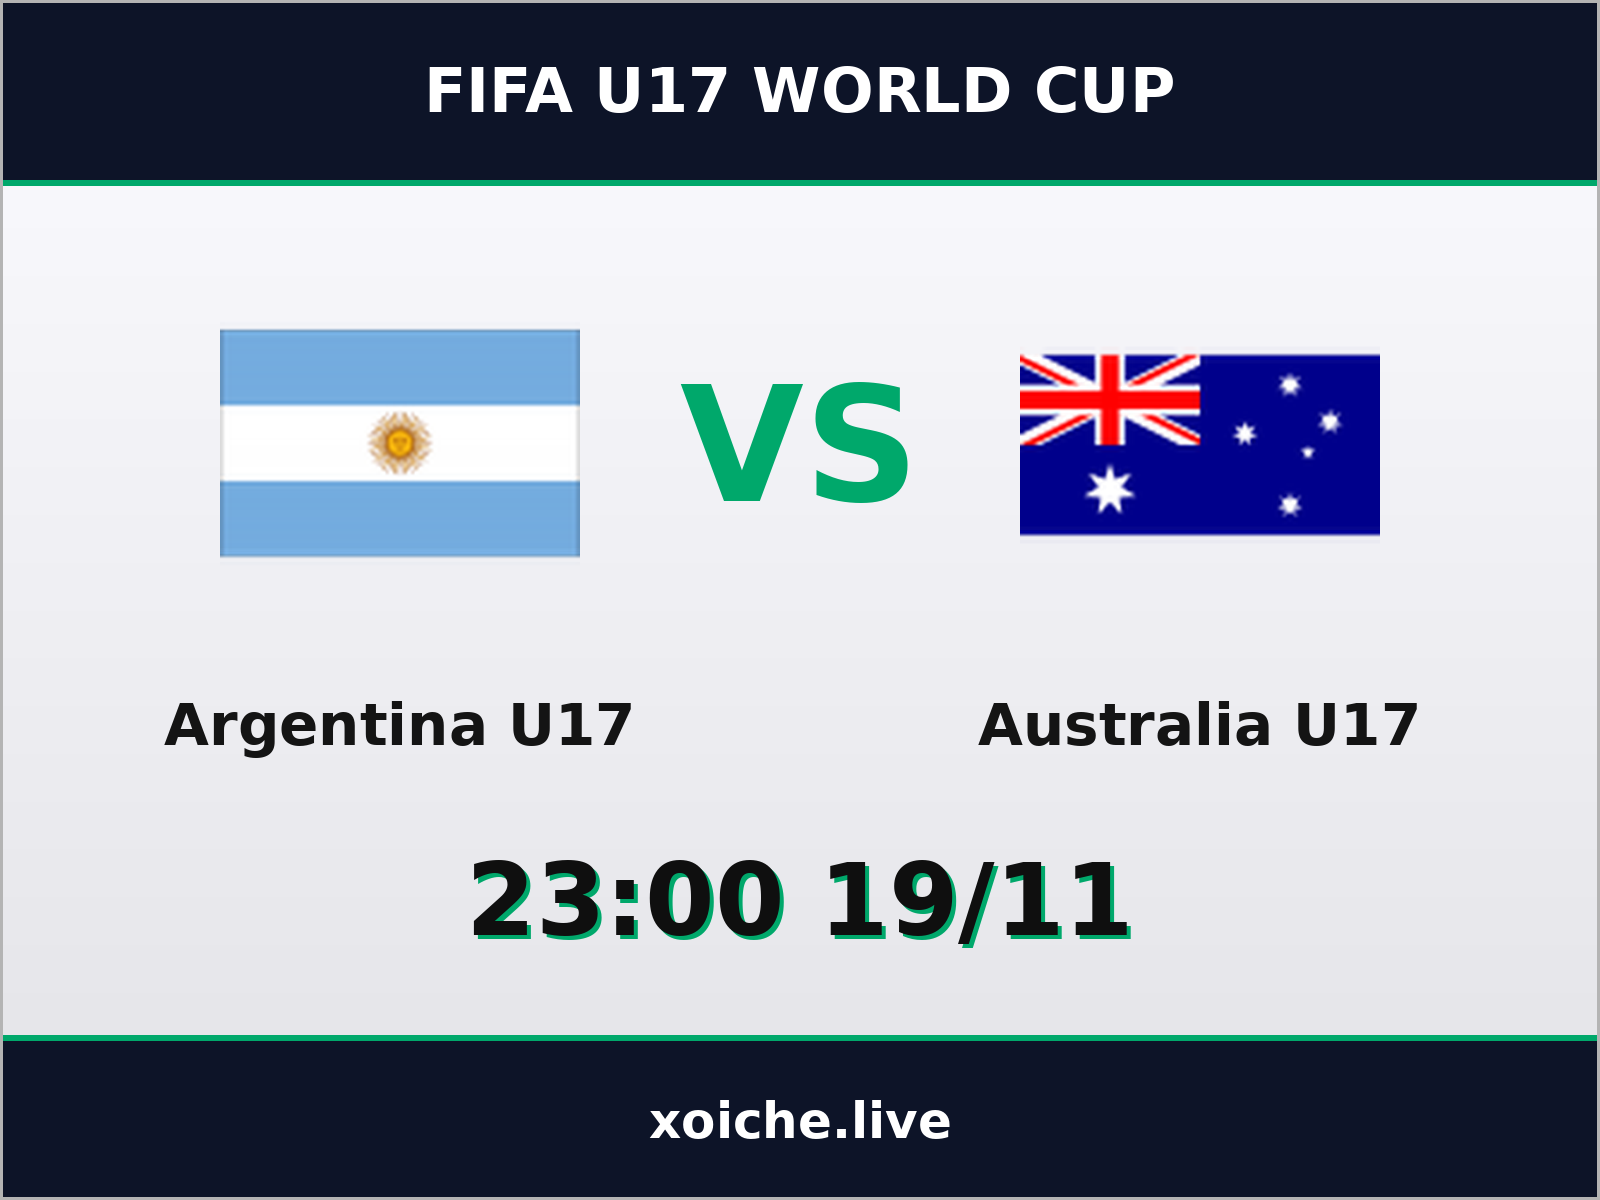 FIFA U17 WORLD CUP
VS
Argentina U17
Australia U17
23:00 19/11
xoiche.live